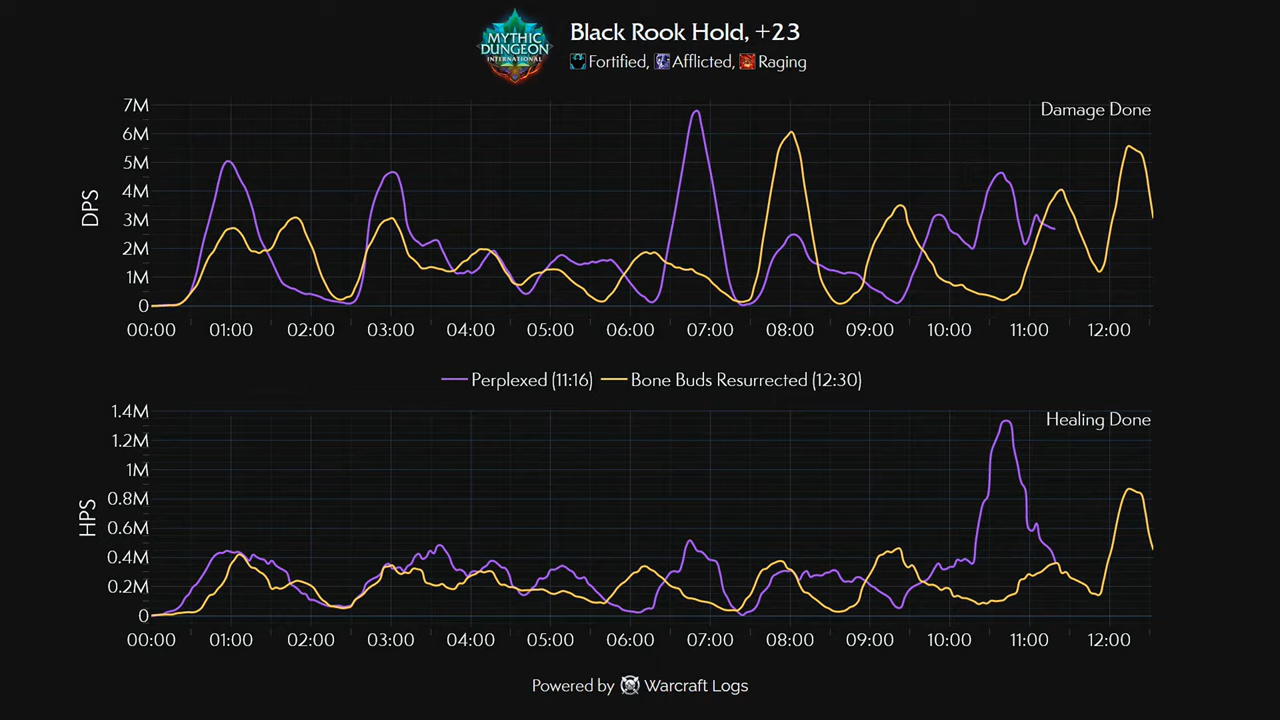 MYTHIC
DUNGEON
INTERNATIONAL
Black Rook Hold, +23
Fortified, Afflicted, Raging
Damage Done
DPS
7M
6M
5M
4M
3M
2M
1M
0
00:00 01:00 02:00 03:00 04:00 05:00 06:00 07:00 08:00 09:00 10:00 11:00 12:00
Perplexed (11:16) Bone Buds Resurrected (12:30)
Healing Done
HPS
1.4M
1.2M
1M
0.8M
0.6M
0.4M
0.2M
0
00:00 01:00 02:00 03:00 04:00 05:00 06:00 07:00 08:00 09:00 10:00 11:00 12:00
Powered by Warcraft Logs